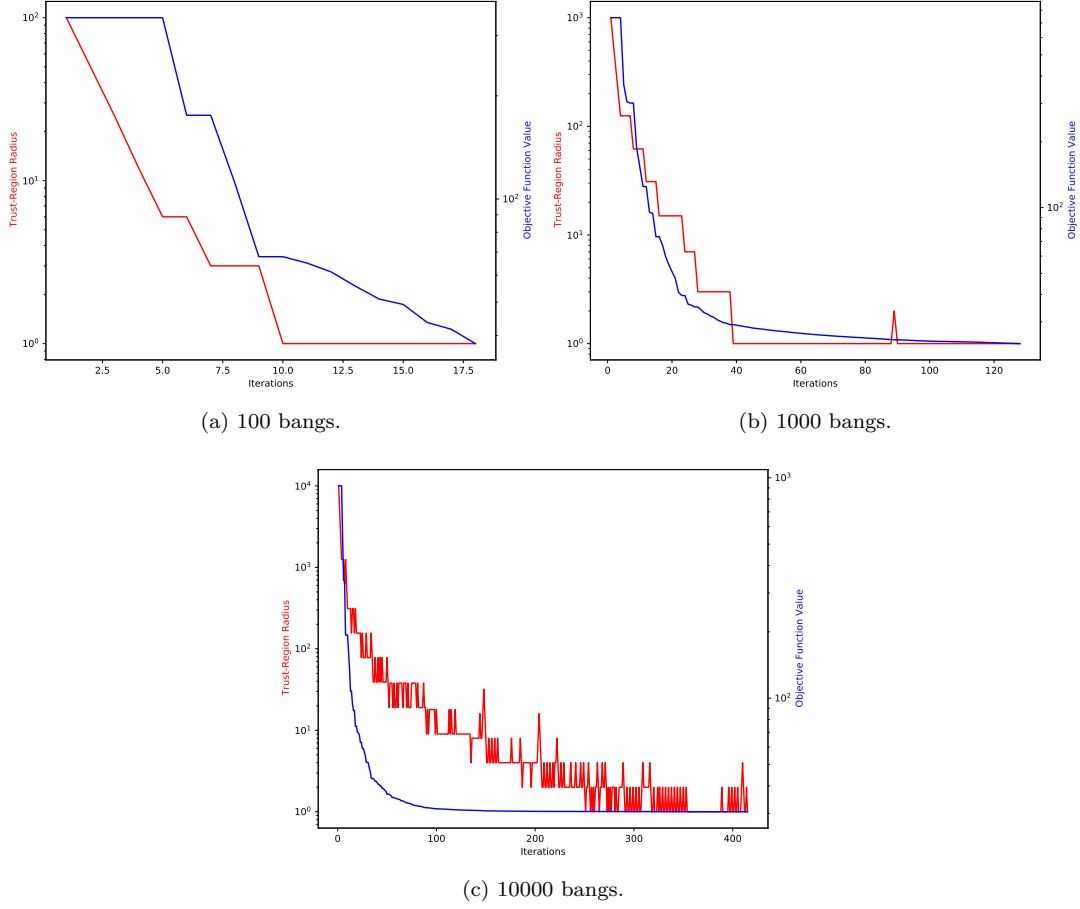 10²
10¹
10⁰
Trust-Region Radius
2.5 5.0 7.5 10.0 12.5 15.0 17.5
Iterations
10²
Objective Function Value
(a) 100 bangs.
10³
10²
10¹
10⁰
Trust-Region Radius
0 20 40 60 80 100 120
Iterations
10²
Objective Function Value
(b) 1000 bangs.
10⁴
10³
10²
10¹
10⁰
Trust-Region Radius
0 100 200 300 400
Iterations
10³
10²
Objective Function Value
(c) 10000 bangs.